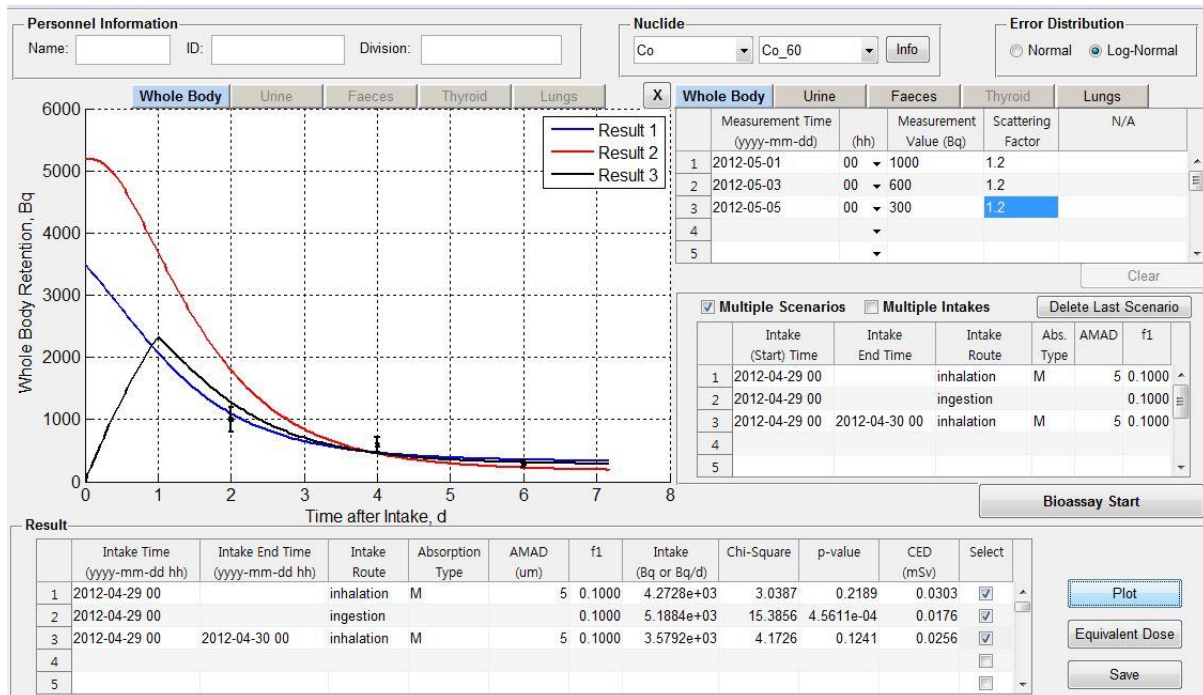 Personnel Information
Name: ID: Division:
Nuclide
Co Co_60 Info
Error Distribution
Normal Log-Normal
Whole Body Urine Faeces Thyroid Lungs X
Whole Body Retention, Bq
6000
5000
4000
3000
2000
1000
0
0 1 2 3 4 5 6 7 8
Time after Intake, d
Result 1
Result 2
Result 3
Whole Body Urine Faeces Thyroid Lungs
Measurement Time (hh) Measurement Scattering N/A
(yyyy-mm-dd) Value (Bq) Factor
1 2012-05-01 00 1000 1.2
2 2012-05-03 00 600 1.2
3 2012-05-05 00 300 1.2
4
5
Clear
Multiple Scenarios Multiple Intakes Delete Last Scenario
Intake Intake Intake Abs. AMAD f1
(Start) Time End Time Route Type
1 2012-04-29 00 inhalation M 5 0.1000
2 2012-04-29 00 ingestion 0.1000
3 2012-04-29 00 2012-04-30 00 inhalation M 5 0.1000
4
5
Bioassay Start
Result
Intake Time Intake End Time Intake Absorption AMAD f1 Intake Chi-Square p-value CED Select
(yyyy-mm-dd hh) (yyyy-mm-dd hh) Route Type (um) (Bq or Bq/d) (mSv)
1 2012-04-29 00 inhalation M 5 0.1000 4.2728e+03 3.0387 0.2189 0.0303
2 2012-04-29 00 ingestion 0.1000 5.1884e+03 15.3856 4.5611e-04 0.0176
3 2012-04-29 00 2012-04-30 00 inhalation M 5 0.1000 3.5792e+03 4.1726 0.1241 0.0256
4
5
Plot
Equivalent Dose
Save